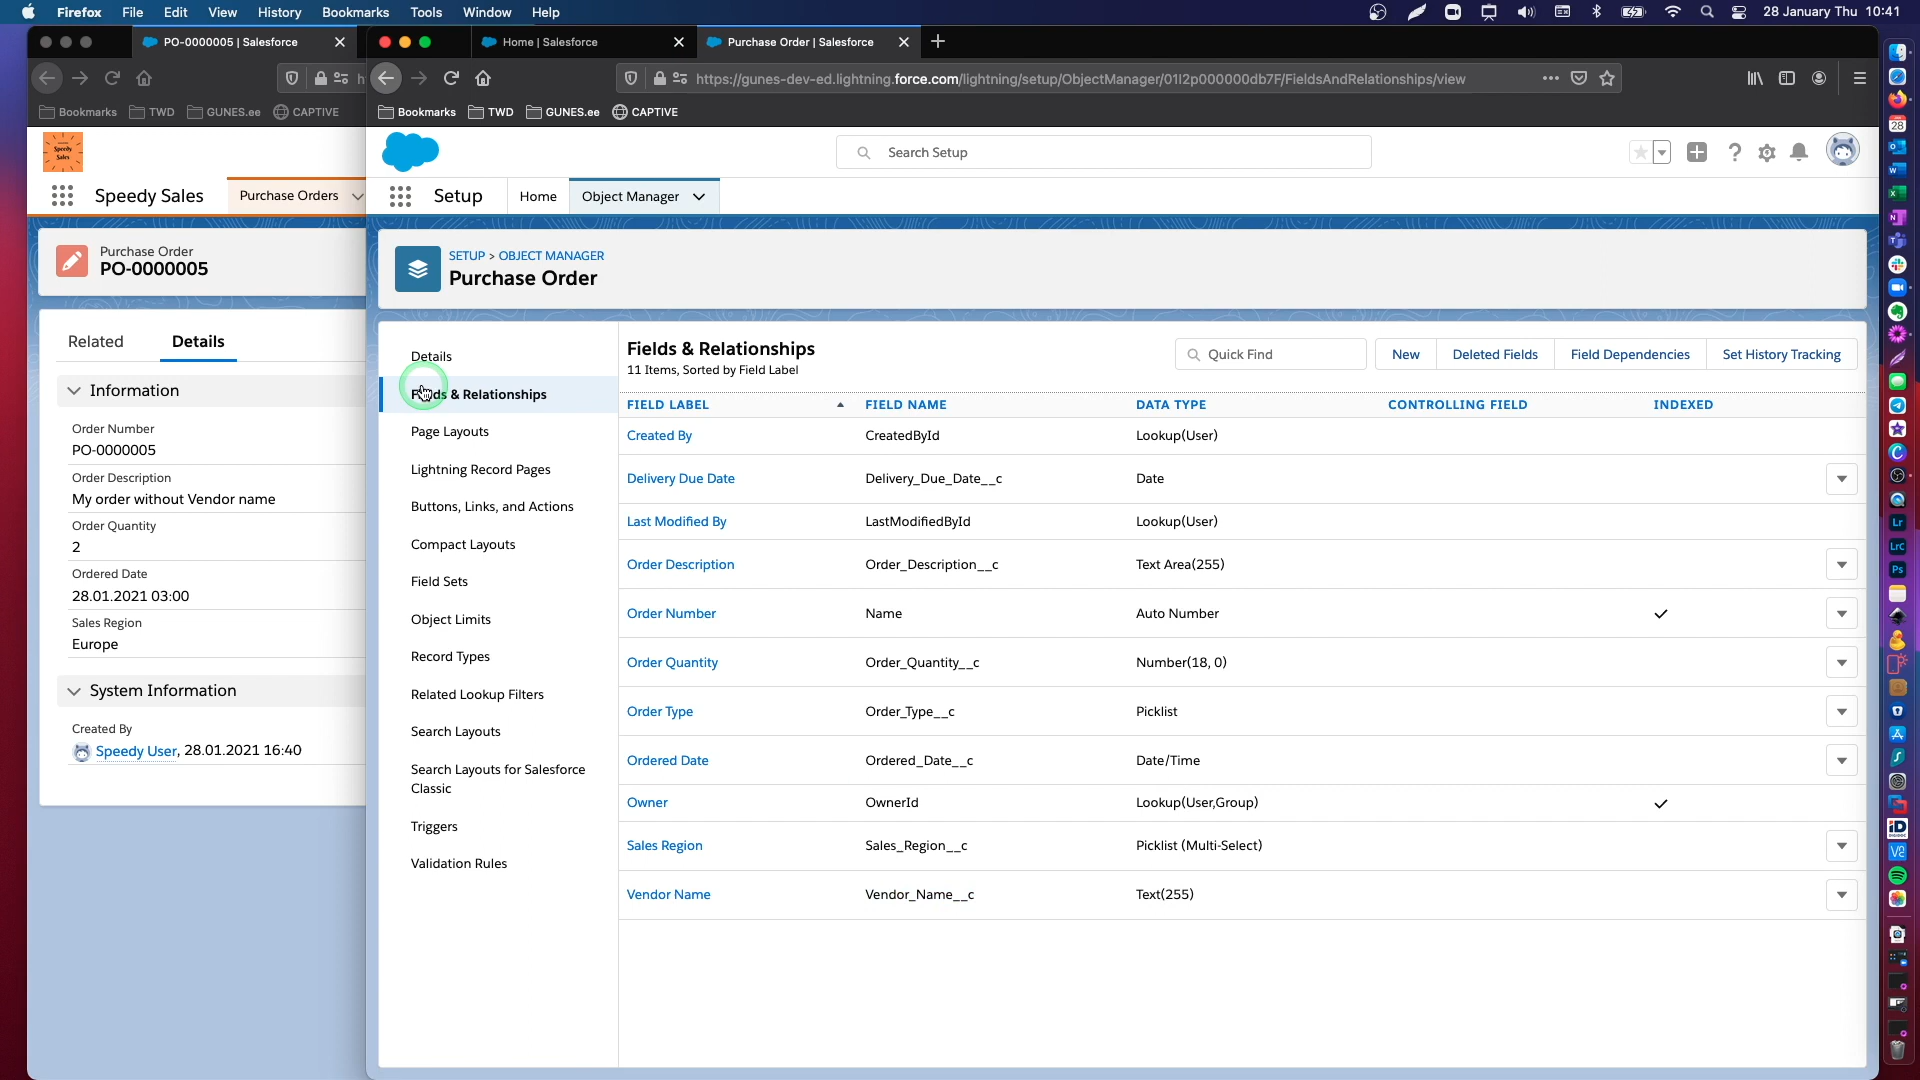 Firefox File Edit View History Bookmarks Tools Window Help
28 January Thu 10:41
PO-0000005 | Salesforce
Home | Salesforce
Purchase Order | Salesforce
https://gunes-dev-ed.lightning.force.com/lightning/setup/ObjectManager/01I2p000000db7F/FieldsAndRelationships/view
Bookmarks TWD GUNES.ee CAPTIVE
Bookmarks TWD GUNES.ee CAPTIVE
Speedy Sales
Speedy Sales
Purchase Orders
Purchase Order
PO-0000005
Related Details
Information
Order Number
PO-0000005
Order Description
My order without Vendor name
Order Quantity
2
Ordered Date
28.01.2021 03:00
Sales Region
Europe
System Information
Created By
Speedy User, 28.01.2021 16:40
Search Setup
Setup Home Object Manager
SETUP > OBJECT MANAGER
Purchase Order
Details
Fields & Relationships
Page Layouts
Lightning Record Pages
Buttons, Links, and Actions
Compact Layouts
Field Sets
Object Limits
Record Types
Related Lookup Filters
Search Layouts
Search Layouts for Salesforce
Classic
Triggers
Validation Rules
Fields & Relationships
11 Items, Sorted by Field Label
Quick Find
New Deleted Fields Field Dependencies Set History Tracking
FIELD LABEL FIELD NAME DATA TYPE CONTROLLING FIELD INDEXED
Created By CreatedById Lookup(User)
Delivery Due Date Delivery_Due_Date__c Date
Last Modified By LastModifiedById Lookup(User)
Order Description Order_Description__c Text Area(255)
Order Number Name Auto Number
Order Quantity Order_Quantity__c Number(18, 0)
Order Type Order_Type__c Picklist
Ordered Date Ordered_Date__c Date/Time
Owner OwnerId Lookup(User,Group)
Sales Region Sales_Region__c Picklist (Multi-Select)
Vendor Name Vendor_Name__c Text(255)
28
Lr
LrC
Ps